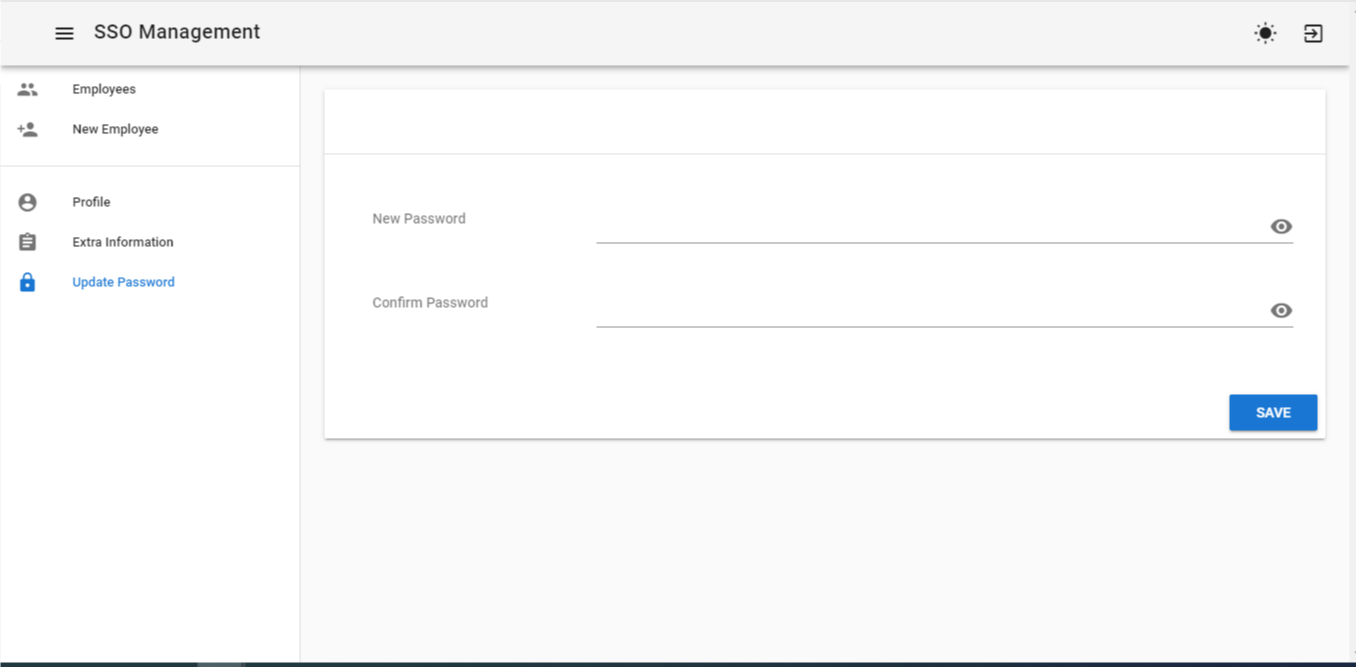 SSO Management
Employees
New Employee
Profile
Extra Information
Update Password
New Password
Confirm Password
SAVE